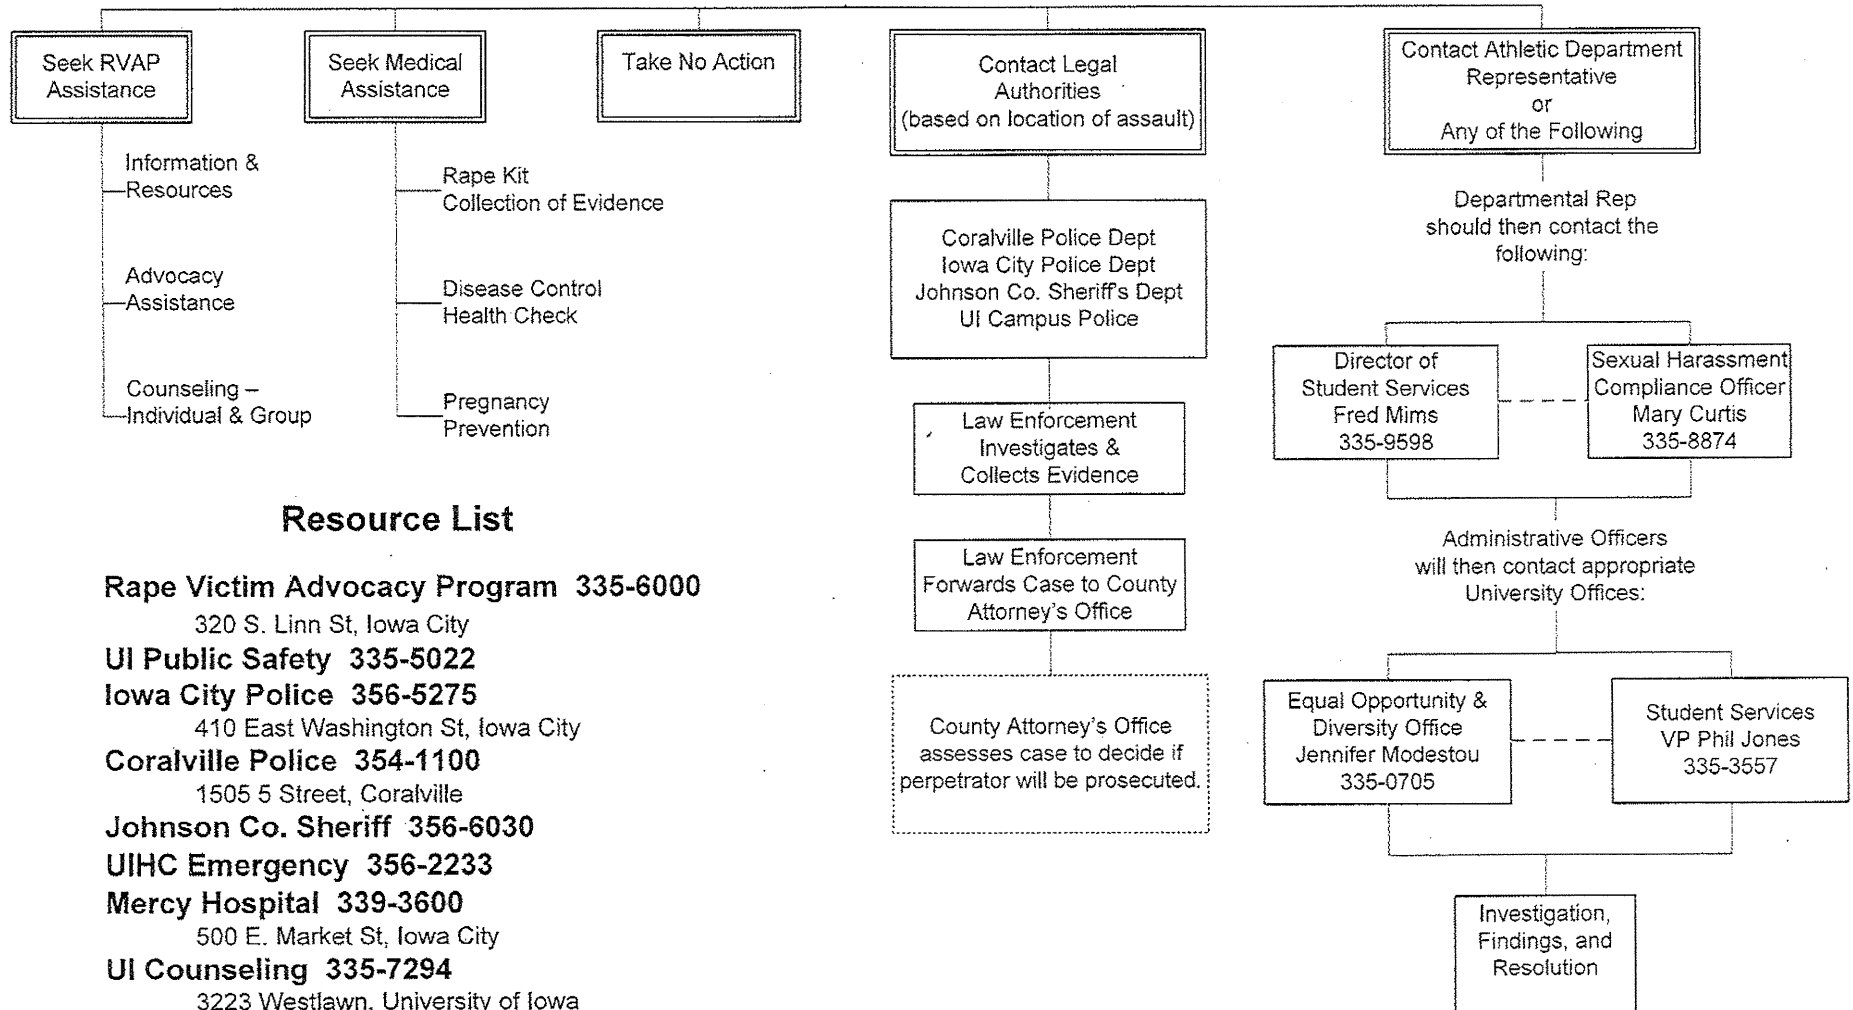 Seek RVAP
Assistance
Information &
Resources
Advocacy
Assistance
Counseling –
Individual & Group
Seek Medical
Assistance
Rape Kit
Collection of Evidence
Disease Control
Health Check
Pregnancy
Prevention
Take No Action
Contact Legal
Authorities
(based on location of assault)
Coralville Police Dept
Iowa City Police Dept
Johnson Co. Sheriff's Dept
UI Campus Police
Law Enforcement
Investigates &
Collects Evidence
Law Enforcement
Forwards Case to County
Attorney's Office
County Attorney's Office
assesses case to decide if
perpetrator will be prosecuted.
Contact Athletic Department
Representative
or
Any of the Following
Departmental Rep
should then contact the
following:
Director of
Student Services
Fred Mims
335-9598
Sexual Harassment
Compliance Officer
Mary Curtis
335-8874
Administrative Officers
will then contact appropriate
University Offices:
Equal Opportunity &
Diversity Office
Jennifer Modestou
335-0705
Student Services
VP Phil Jones
335-3557
Investigation,
Findings, and
Resolution
Resource List
Rape Victim Advocacy Program 335-6000
320 S. Linn St, Iowa City
UI Public Safety 335-5022
Iowa City Police 356-5275
410 East Washington St, Iowa City
Coralville Police 354-1100
1505 5 Street, Coralville
Johnson Co. Sheriff 356-6030
UIHC Emergency 356-2233
Mercy Hospital 339-3600
500 E. Market St, Iowa City
UI Counseling 335-7294
3223 Westlawn, University of Iowa